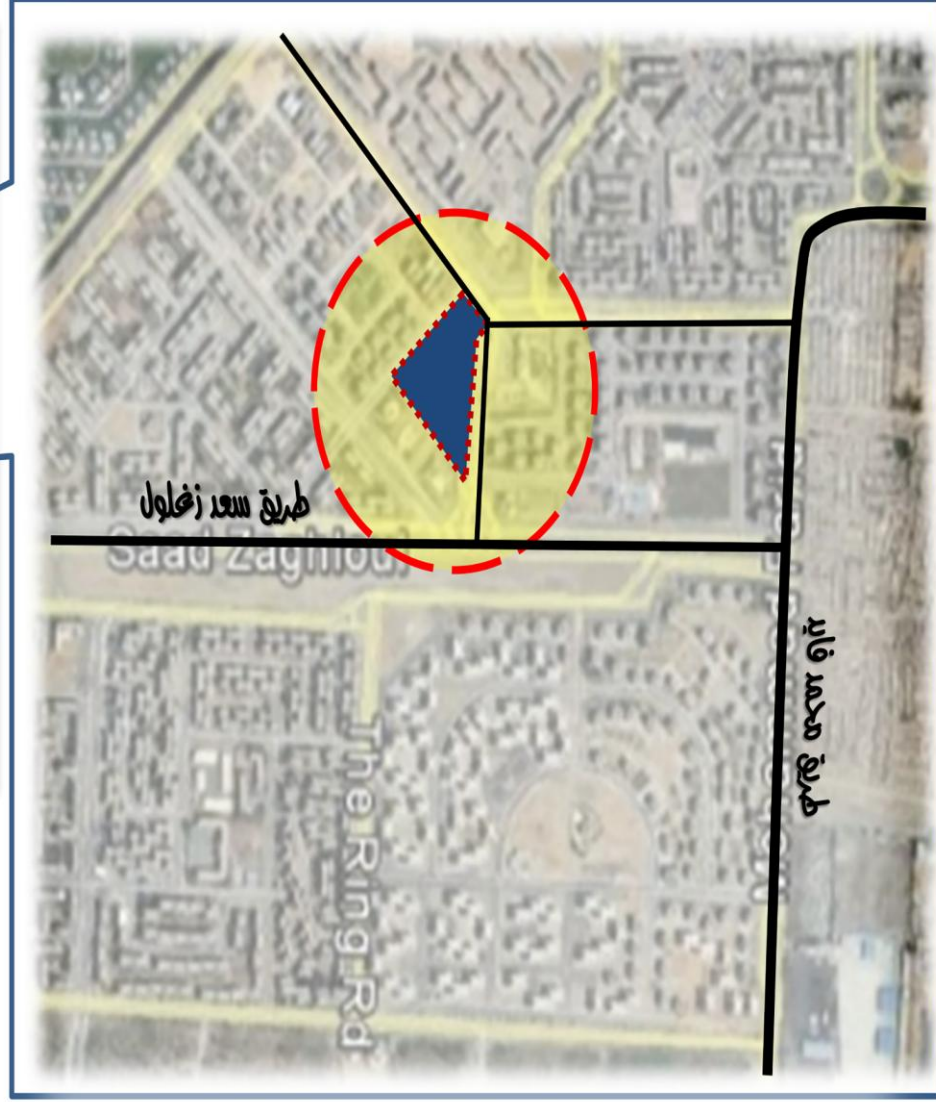 طريق سعد زغلول
Saad Zaghloul
طريق محمد فايد
The Ring Rd